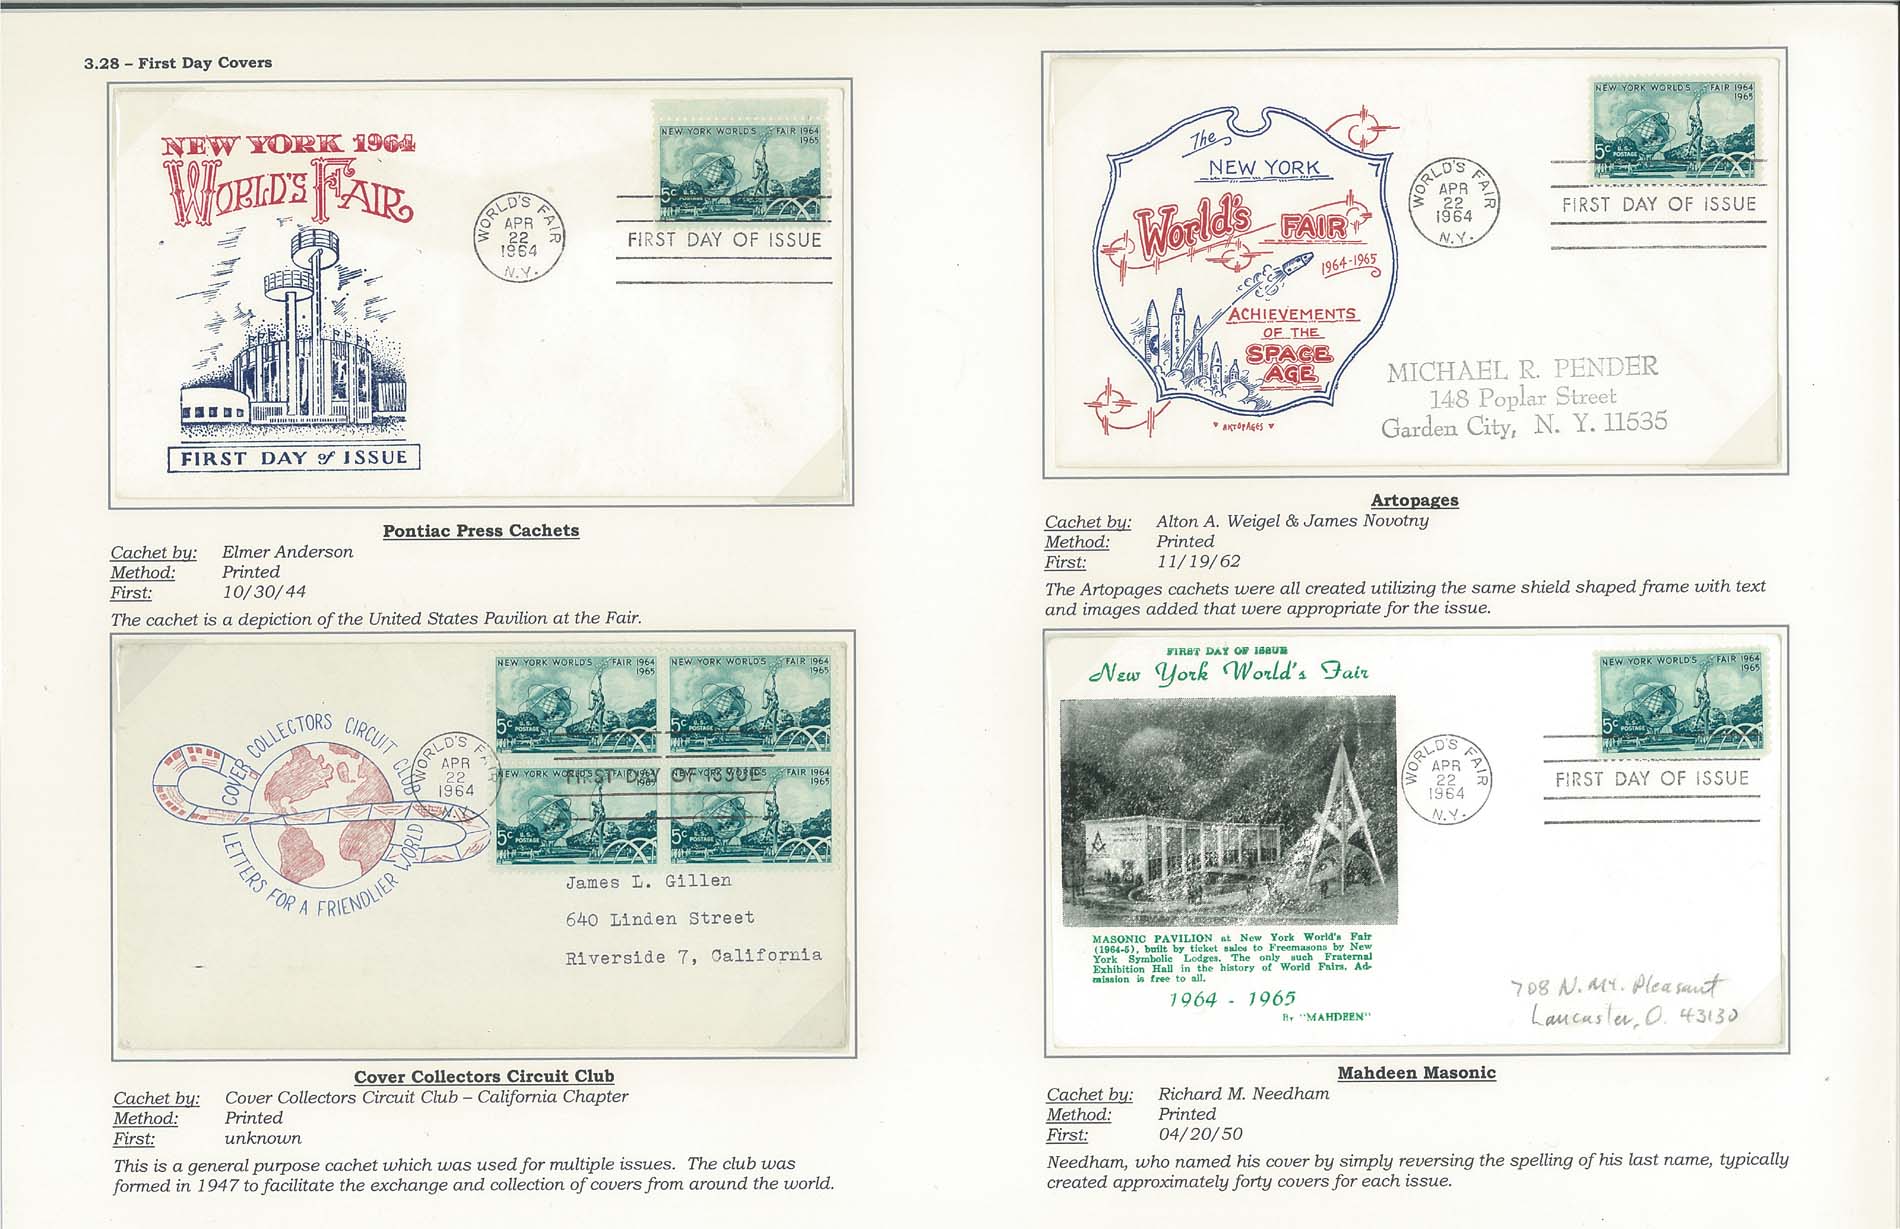 3.28 – First Day Covers
NEW YORK 1964
WORLD'S FAIR
FIRST DAY of ISSUE
WORLD'S FAIR
APR
22
1964
N.Y.
NEW YORK WORLD'S FAIR 1964
1965
5c
U.S.
POSTAGE
FIRST DAY OF ISSUE
Pontiac Press Cachets
Cachet by: Elmer Anderson
Method: Printed
First: 10/30/44
The cachet is a depiction of the United States Pavilion at the Fair.
COVER COLLECTORS CIRCUIT CLUB
LETTERS FOR A FRIENDLIER WORLD
WORLD'S FAIR
APR
22
1964
N.Y.
NEW YORK WORLD'S FAIR 1964
1965
5c
U.S.
POSTAGE
NEW YORK WORLD'S FAIR 1964
1965
5c
U.S.
POSTAGE
FIRST DAY OF ISSUE
NEW YORK WORLD'S FAIR 1964
1965
5c
U.S.
POSTAGE
NEW YORK WORLD'S FAIR 1964
1965
5c
U.S.
POSTAGE
James L. Gillen
640 Linden Street
Riverside 7, California
Cover Collectors Circuit Club
Cachet by: Cover Collectors Circuit Club – California Chapter
Method: Printed
First: unknown
This is a general purpose cachet which was used for multiple issues. The club was
formed in 1947 to facilitate the exchange and collection of covers from around the world.
The
NEW YORK
World's FAIR
1964-1965
ACHIEVEMENTS
OF THE
SPACE
AGE
UNITED
ARTOPAGES
WORLD'S FAIR
APR
22
1964
N.Y.
NEW YORK WORLD'S FAIR 1964
1965
5c
U.S.
POSTAGE
FIRST DAY OF ISSUE
MICHAEL R. PENDER
148 Poplar Street
Garden City, N. Y. 11535
Artopages
Cachet by: Alton A. Weigel & James Novotny
Method: Printed
First: 11/19/62
The Artopages cachets were all created utilizing the same shield shaped frame with text
and images added that were appropriate for the issue.
FIRST DAY OF ISSUE
New York World's Fair
MASONIC PAVILION at New York World's Fair
(1964-5), built by ticket sales to Freemasons by New
York Symbolic Lodges. The only such Fraternal
Exhibition Hall in the history of World Fairs. Ad-
mission is free to all.
1964 - 1965
By "MAHDEEN"
WORLD'S FAIR
APR
22
1964
N.Y.
NEW YORK WORLD'S FAIR 1964
1965
5c
U.S.
POSTAGE
FIRST DAY OF ISSUE
708 N. Mt. Pleasant
Lancaster, O. 43130
Mahdeen Masonic
Cachet by: Richard M. Needham
Method: Printed
First: 04/20/50
Needham, who named his cover by simply reversing the spelling of his last name, typically
created approximately forty covers for each issue.